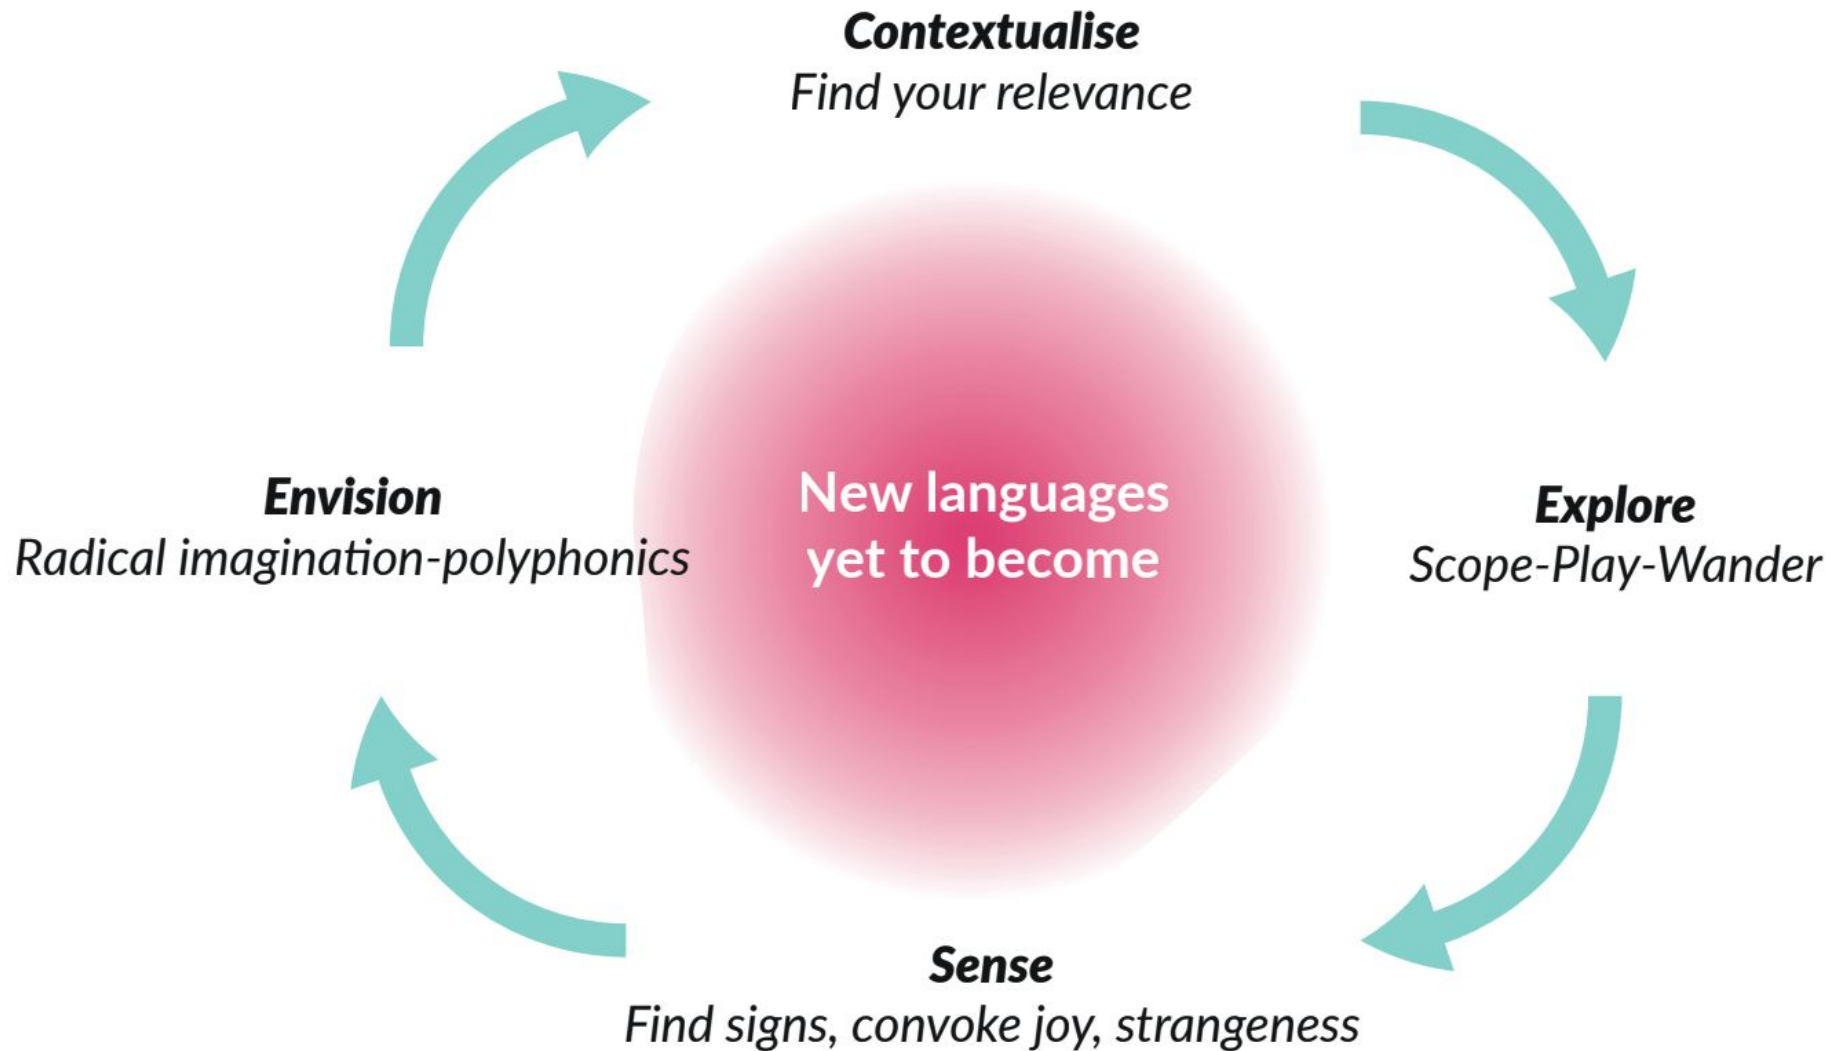 Contextualise
Find your relevance
Envision
Radical imagination-polyphonics
New languages
yet to become
Explore
Scope-Play-Wander
Sense
Find signs, convoke joy, strangeness